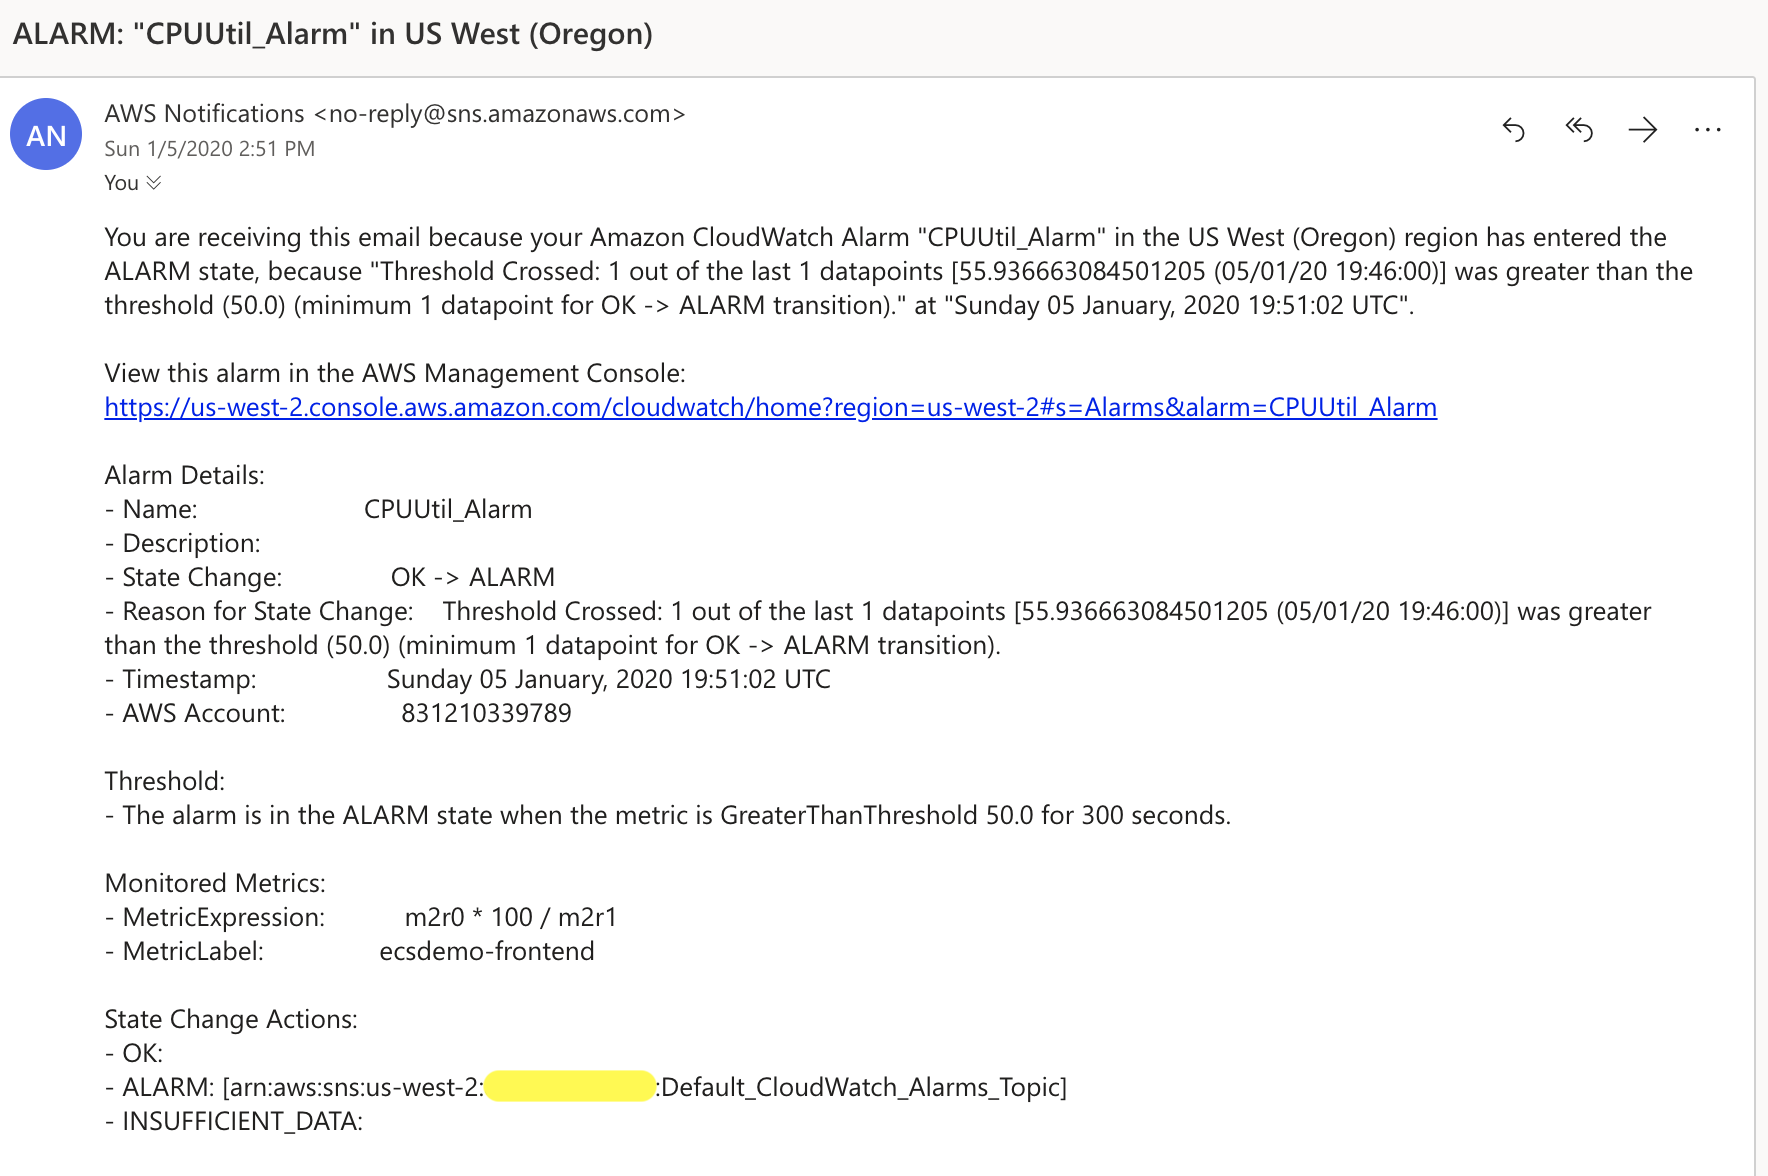 ALARM: "CPUUtil_Alarm" in US West (Oregon)
AN
AWS Notifications <no-reply@sns.amazonaws.com>
Sun 1/5/2020 2:51 PM
You
You are receiving this email because your Amazon CloudWatch Alarm "CPUUtil_Alarm" in the US West (Oregon) region has entered the
ALARM state, because "Threshold Crossed: 1 out of the last 1 datapoints [55.936663084501205 (05/01/20 19:46:00)] was greater than the
threshold (50.0) (minimum 1 datapoint for OK -> ALARM transition)." at "Sunday 05 January, 2020 19:51:02 UTC".
View this alarm in the AWS Management Console:
https://us-west-2.console.aws.amazon.com/cloudwatch/home?region=us-west-2#s=Alarms&alarm=CPUUtil_Alarm
Alarm Details:
- Name: CPUUtil_Alarm
- Description:
- State Change: OK -> ALARM
- Reason for State Change: Threshold Crossed: 1 out of the last 1 datapoints [55.936663084501205 (05/01/20 19:46:00)] was greater
than the threshold (50.0) (minimum 1 datapoint for OK -> ALARM transition).
- Timestamp: Sunday 05 January, 2020 19:51:02 UTC
- AWS Account: 831210339789
Threshold:
- The alarm is in the ALARM state when the metric is GreaterThanThreshold 50.0 for 300 seconds.
Monitored Metrics:
- MetricExpression: m2r0 * 100 / m2r1
- MetricLabel: ecsdemo-frontend
State Change Actions:
- OK:
- ALARM: [arn:aws:sns:us-west-2: :Default_CloudWatch_Alarms_Topic]
- INSUFFICIENT_DATA: